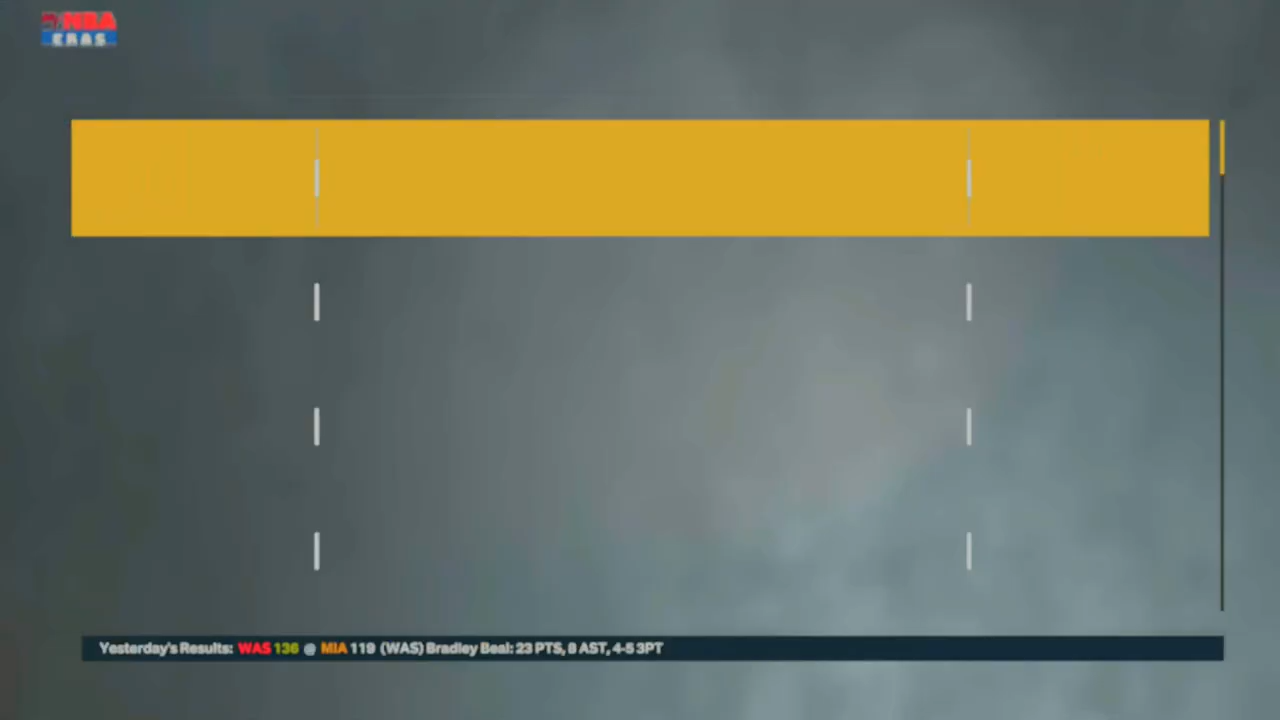 NBA
ERAS
Yesterday's Results: WAS 136 @ MIA 119 (WAS) Bradley Beal: 23 PTS, 8 AST, 4-5 3PT